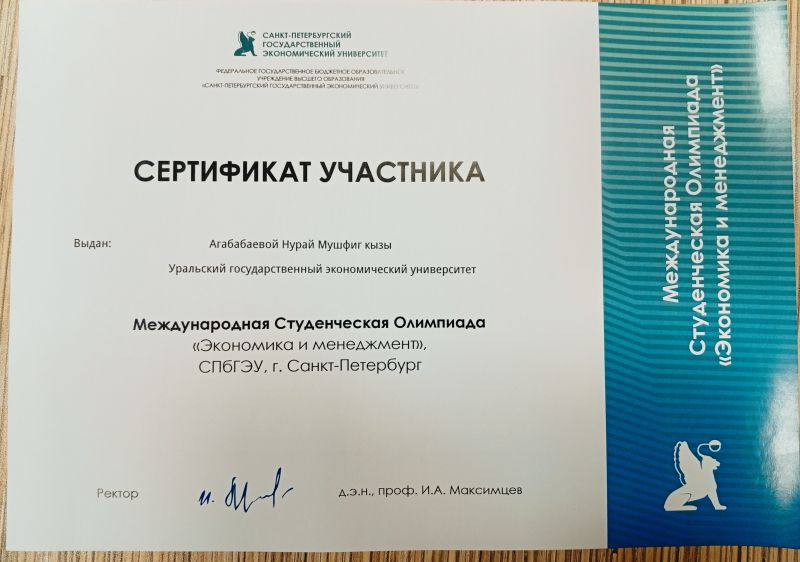 САНКТ-ПЕТЕРБУРГСКИЙ
ГОСУДАРСТВЕННЫЙ
ЭКОНОМИЧЕСКИЙ УНИВЕРСИТЕТ
ФЕДЕРАЛЬНОЕ ГОСУДАРСТВЕННОЕ БЮДЖЕТНОЕ ОБРАЗОВАТЕЛЬНОЕ
УЧРЕЖДЕНИЕ ВЫСШЕГО ОБРАЗОВАНИЯ
«САНКТ-ПЕТЕРБУРГСКИЙ ГОСУДАРСТВЕННЫЙ ЭКОНОМИЧЕСКИЙ УНИВЕРСИТЕТ»
СЕРТИФИКАТ УЧАСТНИКА
Выдан: Агабабаевой Нурай Мушфиг кызы
Уральский государственный экономический университет
Международная Студенческая Олимпиада
«Экономика и менеджмент»,
СПбГЭУ, г. Санкт-Петербург
Ректор д.э.н., проф. И.А. Максимцев
Международная
Студенческая Олимпиада
«Экономика и менеджмент»